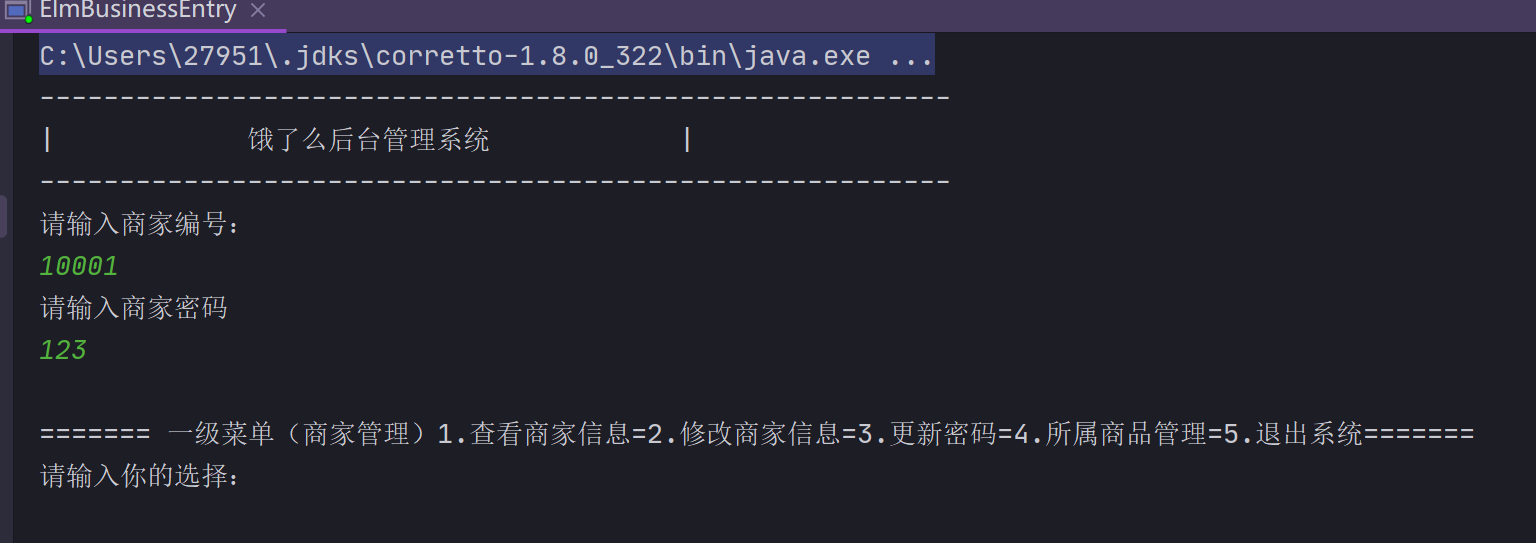 ElmBusinessEntry
C:\Users\27951\.jdks\corretto-1.8.0_322\bin\java.exe ...
---------------------------------------------------------
|            饿了么后台管理系统            |
---------------------------------------------------------
请输入商家编号：
10001
请输入商家密码
123
======= 一级菜单（商家管理）1.查看商家信息=2.修改商家信息=3.更新密码=4.所属商品管理=5.退出系统=======
请输入你的选择：